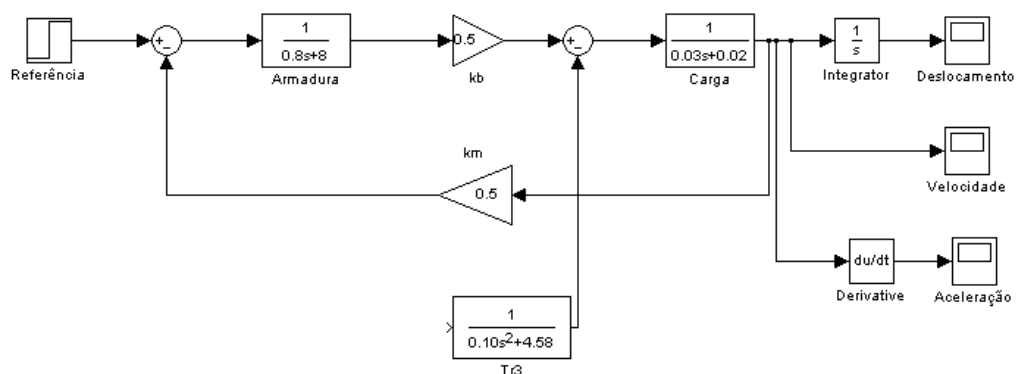 Referência
+
−
1
0.8s+8
Armadura
0.5
kb
+
−
1
0.03s+0.02
Carga
1
s
Integrator
Deslocamento
km
0.5
Velocidade
du/dt
Derivative
Aceleração
1
0.10s²+4.58
Tr3